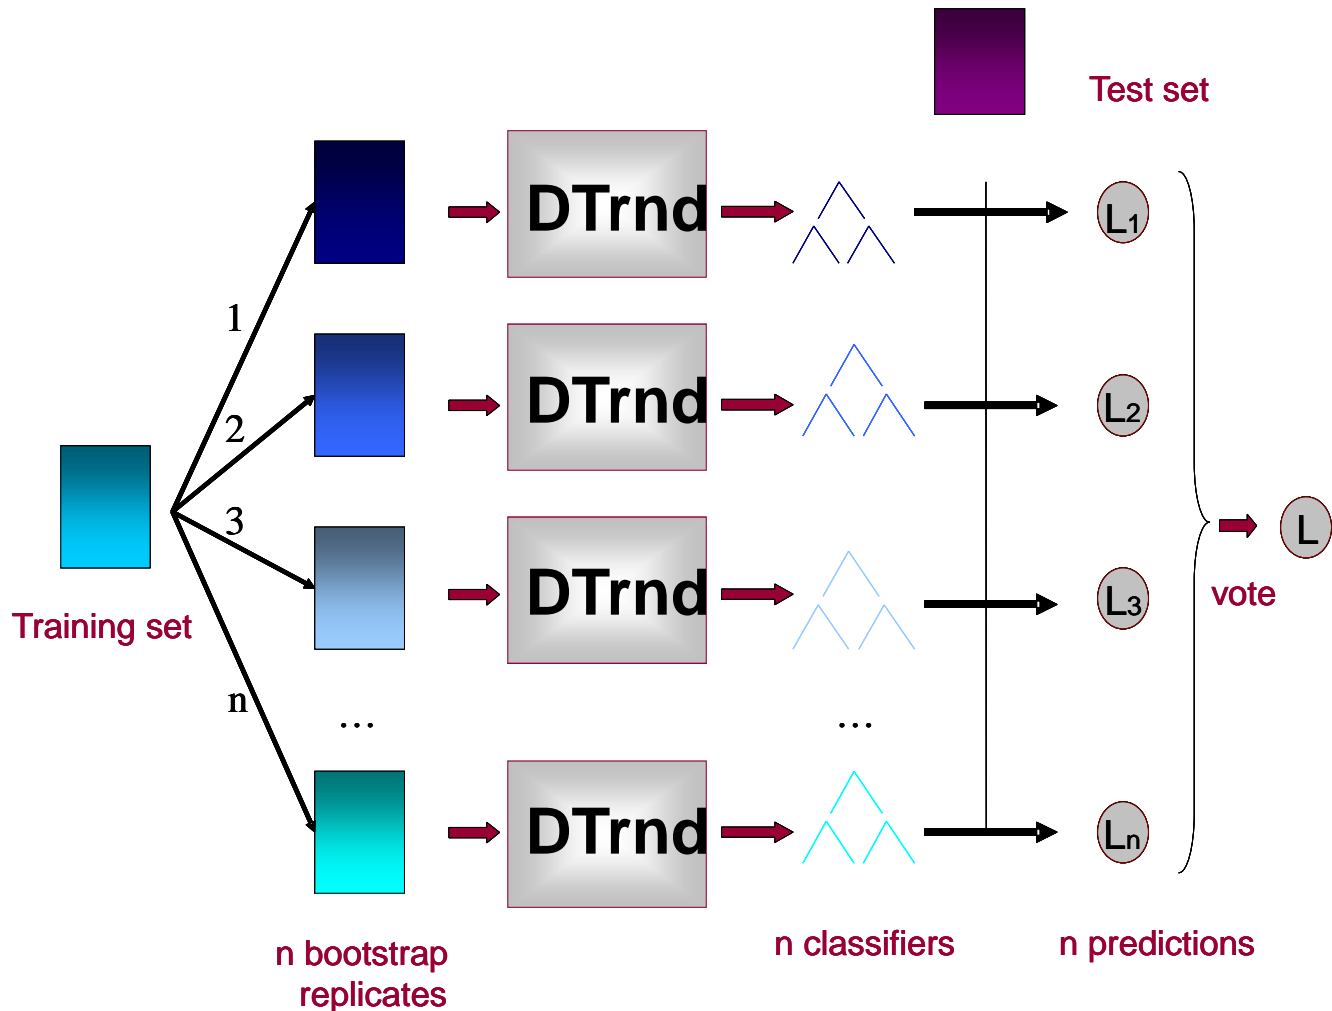 Test set
DTrnd
L1
1
DTrnd
L2
2
3
DTrnd
L3
L
vote
Training set
n
...
...
DTrnd
Ln
n bootstrap
replicates
n classifiers
n predictions